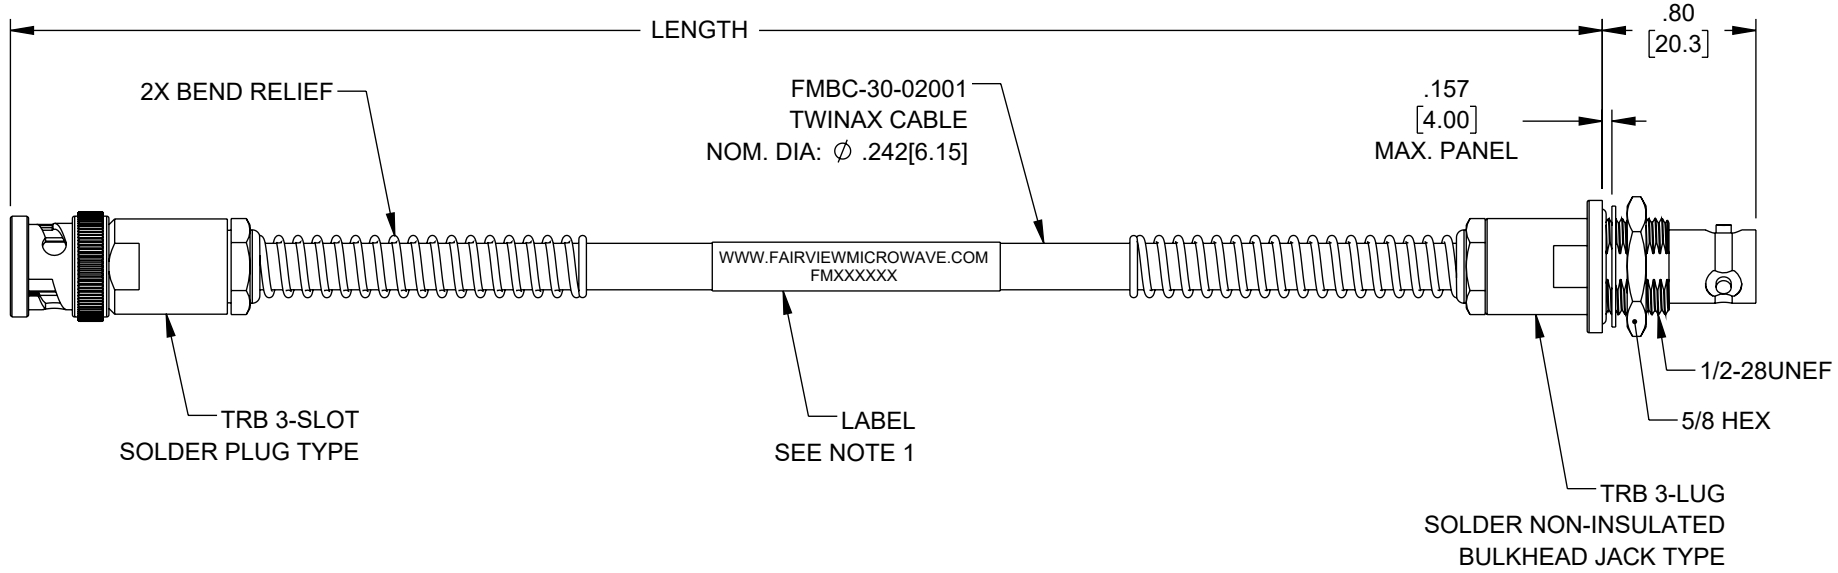 LENGTH
.80
[20.3]
2X BEND RELIEF
FMBC-30-02001
TWINAX CABLE
NOM. DIA: ∅ .242[6.15]
.157
[4.00]
MAX. PANEL
WWW.FAIRVIEWMICROWAVE.COM
FMXXXXXX
1/2-28UNEF
5/8 HEX
TRB 3-SLOT
SOLDER PLUG TYPE
LABEL
SEE NOTE 1
TRB 3-LUG
SOLDER NON-INSULATED
BULKHEAD JACK TYPE